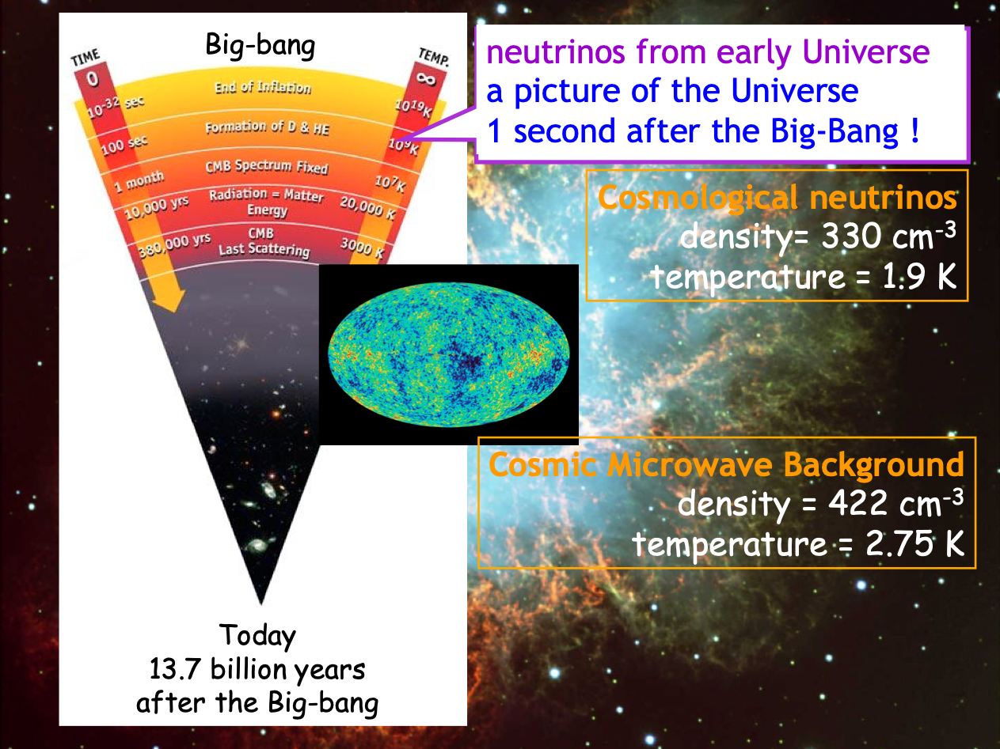 Big-bang
TIME
TEMP.
0
∞
End of Inflation
10⁻³² sec
10¹⁹K
Formation of D & HE
100 sec
10⁹K
CMB Spectrum Fixed
1 month
10⁷K
Radiation = Matter
Energy
10,000 yrs
20,000 K
CMB
Last Scattering
380,000 yrs
3000 K
Today
13.7 billion years
after the Big-bang
neutrinos from early Universe
a picture of the Universe
1 second after the Big-Bang !
Cosmological neutrinos
density= 330 cm⁻³
temperature = 1.9 K
Cosmic Microwave Background
density = 422 cm⁻³
temperature = 2.75 K